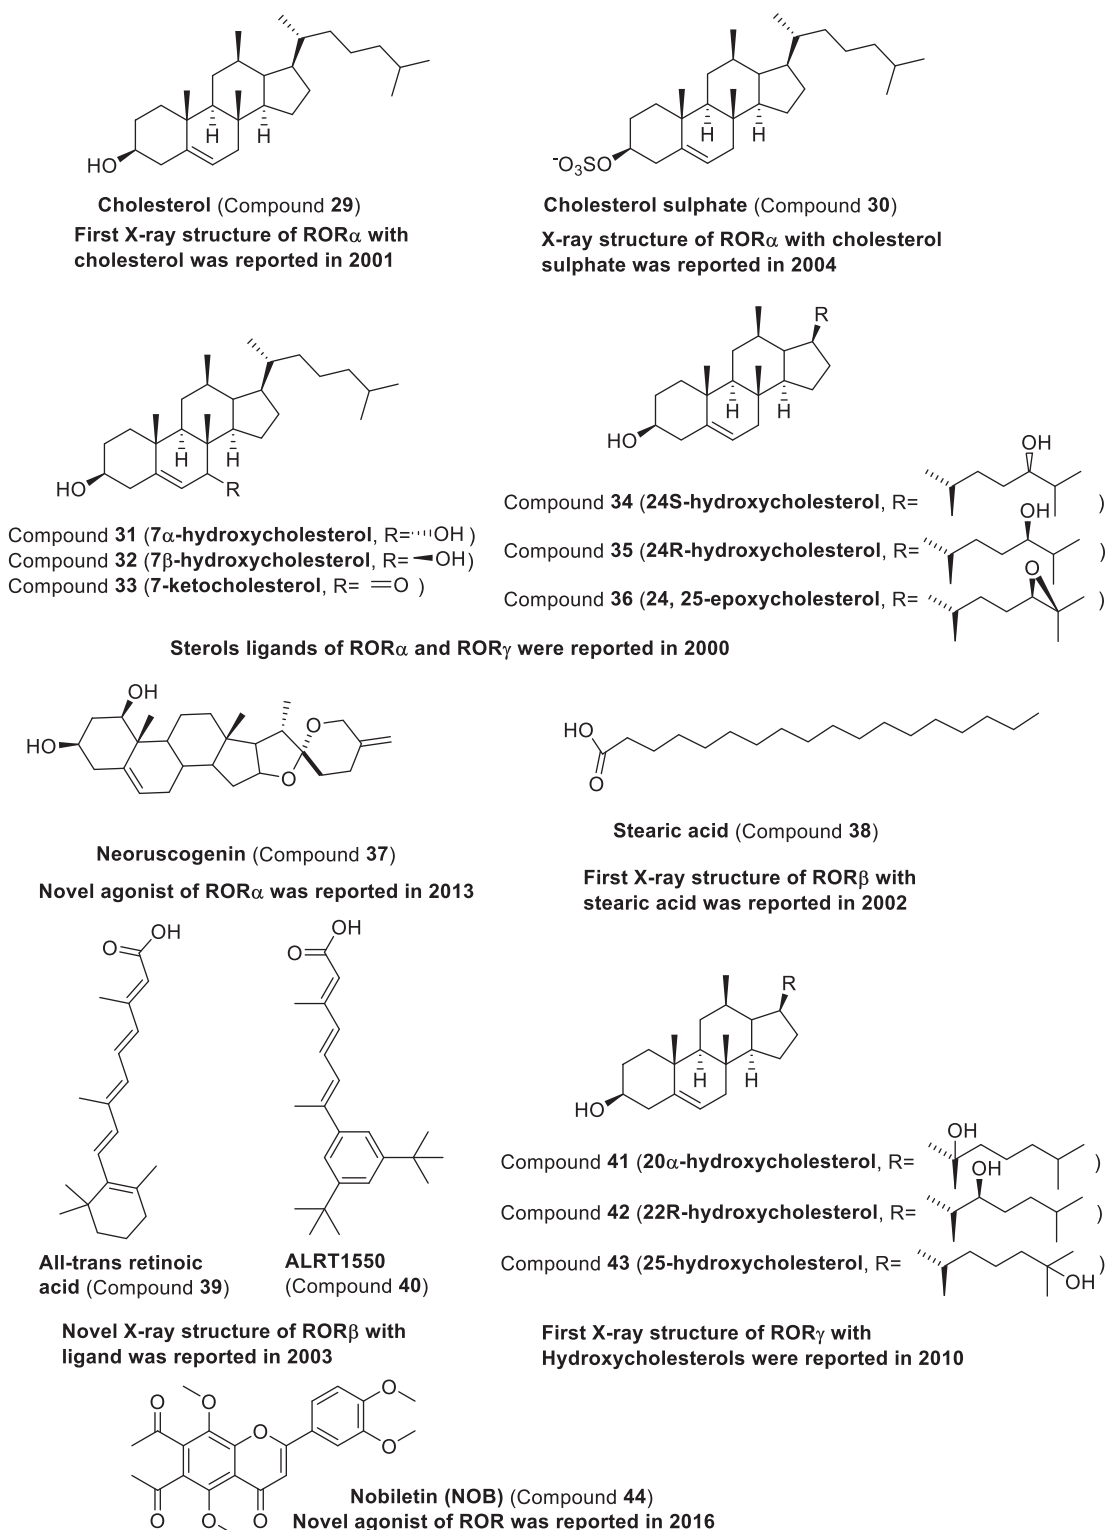 HO
H
H
Cholesterol (Compound 29)
First X-ray structure of RORα with
cholesterol was reported in 2001
⁻O₃SO
H
H
Cholesterol sulphate (Compound 30)
X-ray structure of RORα with cholesterol
sulphate was reported in 2004
HO
H
H
R
Compound 31 (7α-hydroxycholesterol, R= OH )
Compound 32 (7β-hydroxycholesterol, R= OH)
Compound 33 (7-ketocholesterol, R= =O )
R
HO
H
H
OH
Compound 34 (24S-hydroxycholesterol, R= )
OH
Compound 35 (24R-hydroxycholesterol, R= )
O
Compound 36 (24, 25-epoxycholesterol, R= )
Sterols ligands of RORα and RORγ were reported in 2000
OH
HO
O
O
Neoruscogenin (Compound 37)
Novel agonist of RORα was reported in 2013
HO
O
Stearic acid (Compound 38)
First X-ray structure of RORβ with
stearic acid was reported in 2002
O
OH
All-trans retinoic
acid (Compound 39)
O
OH
ALRT1550
(Compound 40)
Novel X-ray structure of RORβ with
ligand was reported in 2003
R
HO
H
H
OH
Compound 41 (20α-hydroxycholesterol, R= )
OH
Compound 42 (22R-hydroxycholesterol, R= )
Compound 43 (25-hydroxycholesterol, R= )
OH
First X-ray structure of RORγ with
Hydroxycholesterols were reported in 2010
O
O
O
O
O
O
O
O
Nobiletin (NOB) (Compound 44)
Novel agonist of ROR was reported in 2016